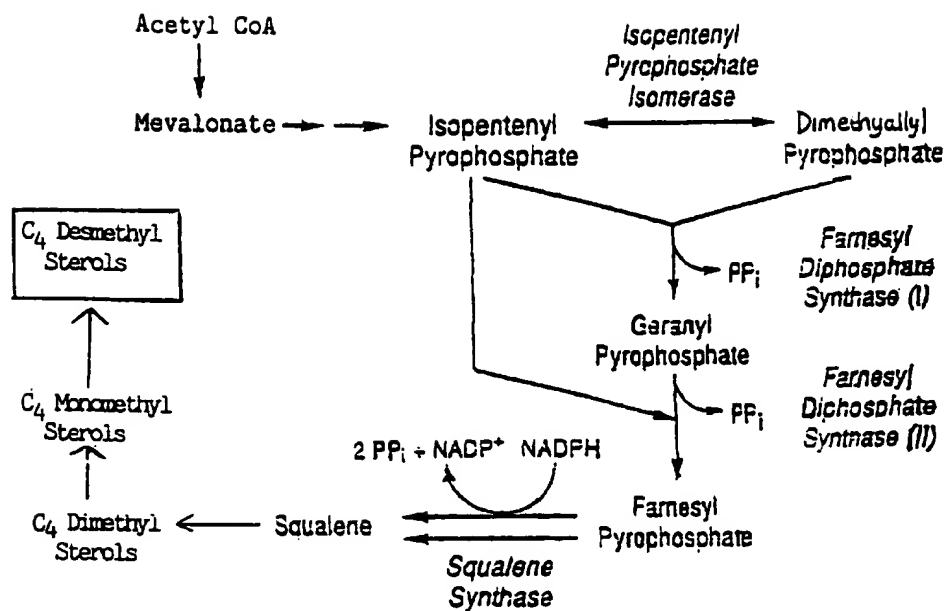 Acetyl CoA
Mevalonate
Isopentenyl
Pyrophosphate
Isopentenyl
Pyrophosphate
Isomerase
Dimethyallyl
Pyrophosphate
PPi
Farnesyl
Diphosphate
Synthase (I)
Geranyl
Pyrophosphate
PPi
Farnesyl
Diphosphate
Synthase (II)
Farnesyl
Pyrophosphate
2 PPi + NADP+ NADPH
Squalene
Synthase
Squalene
C4 Dimethyl
Sterols
C4 Monomethyl
Sterols
C4 Desmethyl
Sterols